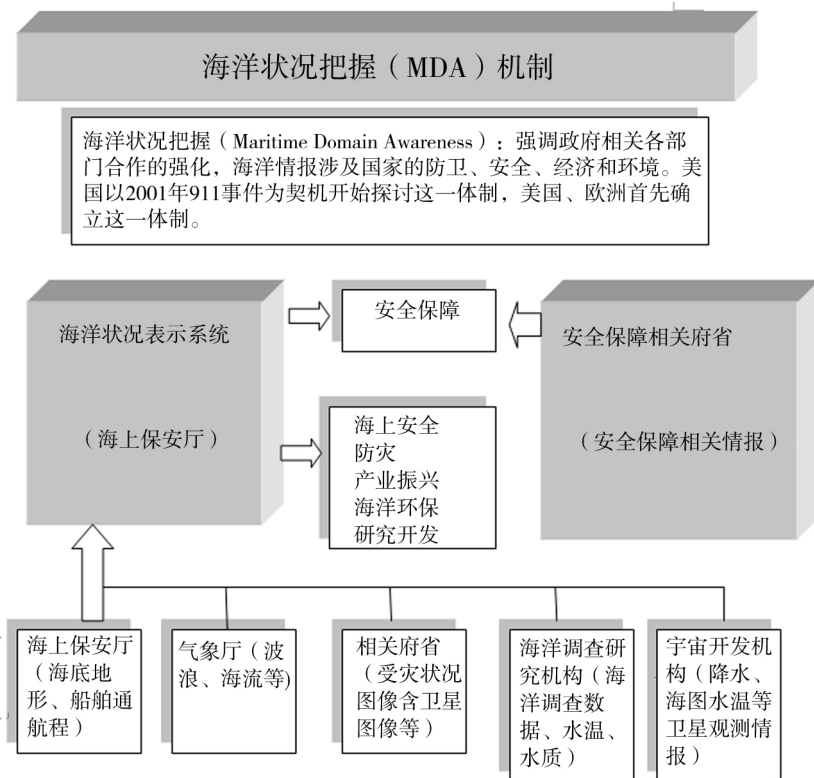 海洋状况把握（MDA）机制
海洋状况把握（Maritime Domain Awareness）：强调政府相关各部
门合作的强化，海洋情报涉及国家的防卫、安全、经济和环境。美
国以2001年911事件为契机开始探讨这一体制，美国、欧洲首先确
立这一体制。
海洋状况表示系统
（海上保安厅）
安全保障
海上安全
防灾
产业振兴
海洋环保
研究开发
安全保障相关府省
（安全保障相关情报）
海上保安厅
（海底地
形、船舶通
航程）
气象厅（波
浪、海流等)
相关府省
（受灾状况
图像含卫星
图像等）
海洋调查研
究机构（海
洋调查数
据、水温、
水质）
宇宙开发机
构（降水、
海图水温等
卫星观测情
报）